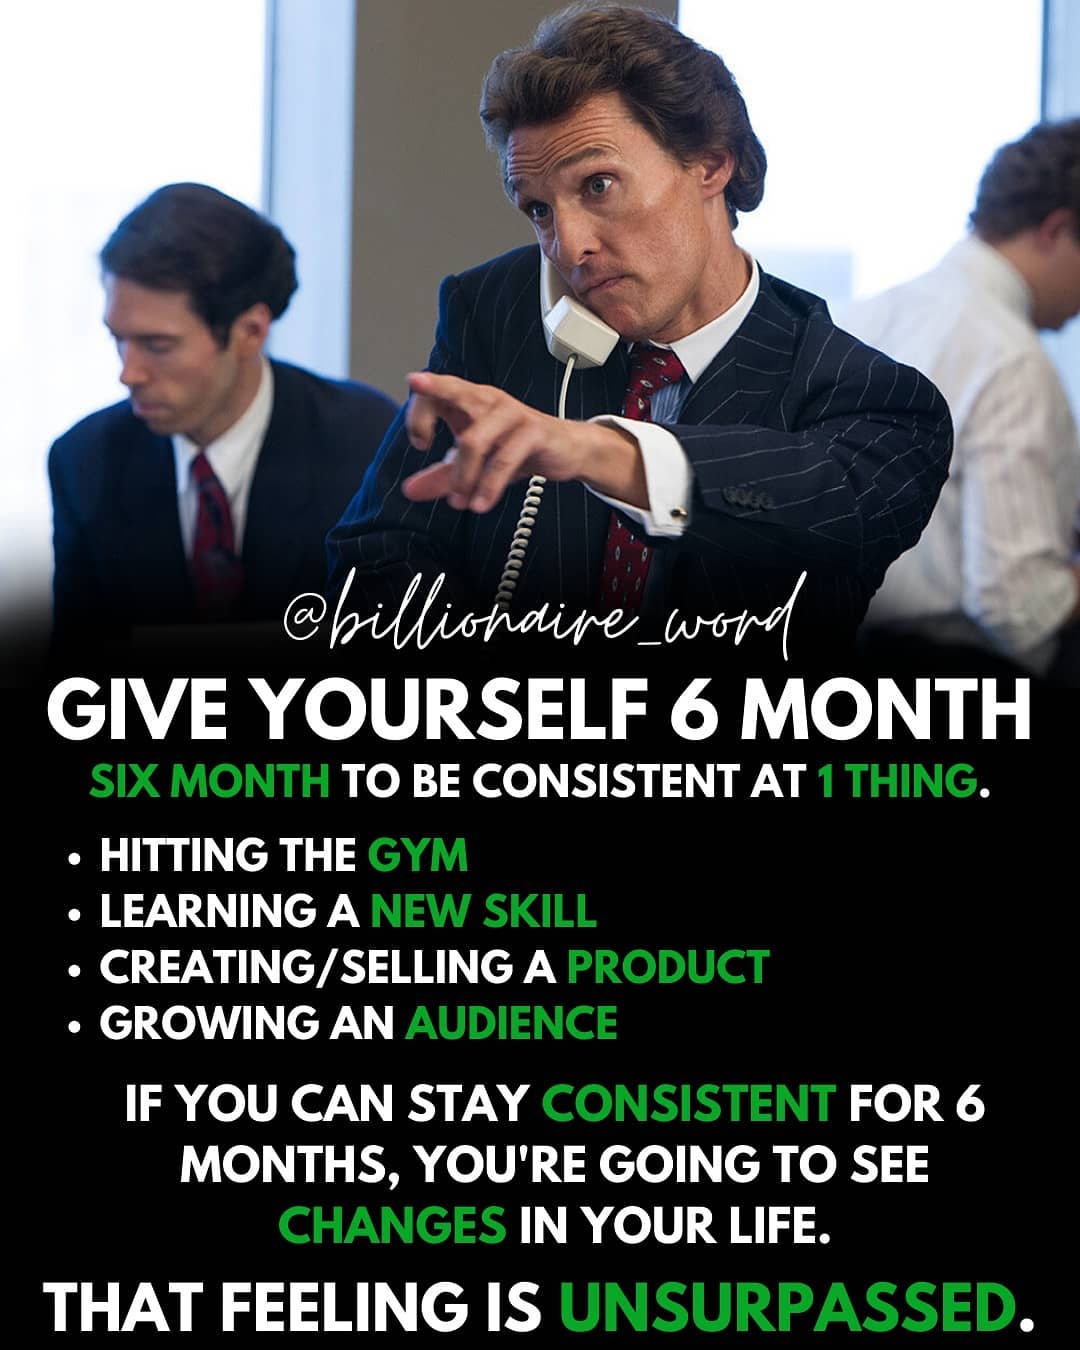 @billionaire_word
GIVE YOURSELF 6 MONTH
SIX MONTH TO BE CONSISTENT AT 1 THING.
• HITTING THE GYM
• LEARNING A NEW SKILL
• CREATING/SELLING A PRODUCT
• GROWING AN AUDIENCE
IF YOU CAN STAY CONSISTENT FOR 6
MONTHS, YOU'RE GOING TO SEE
CHANGES IN YOUR LIFE.
THAT FEELING IS UNSURPASSED.